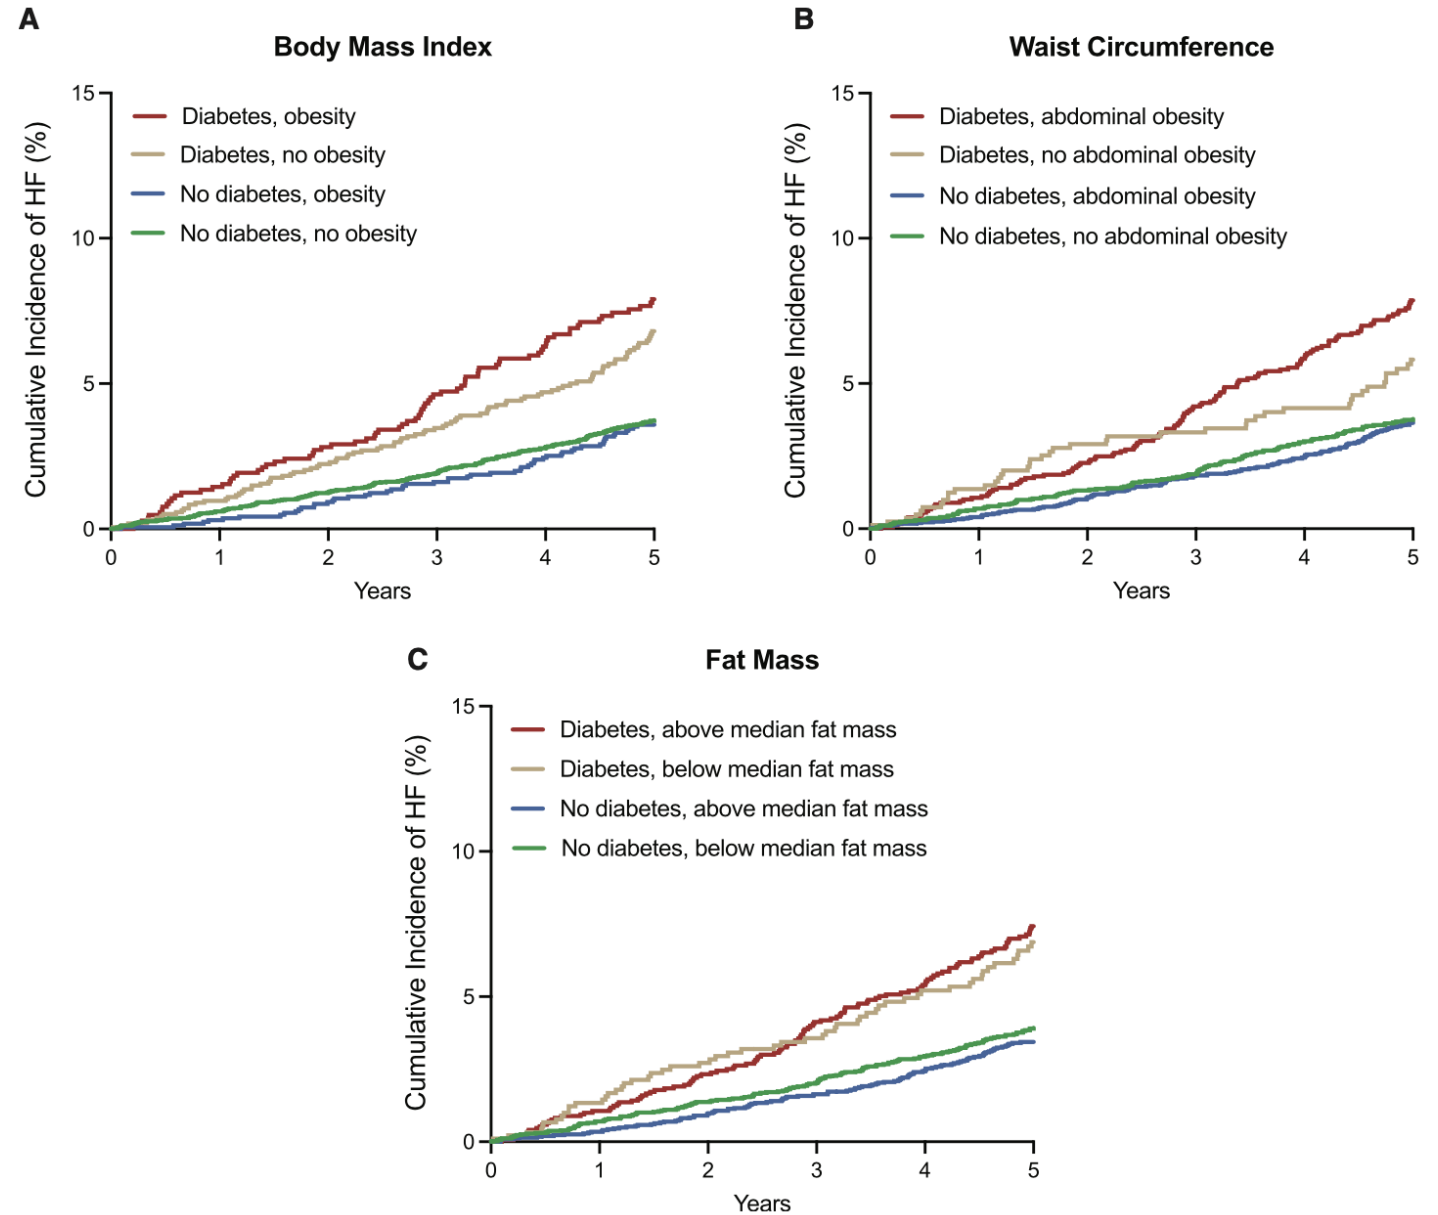 A
Body Mass Index
Cumulative Incidence of HF (%)
15
10
5
0
Diabetes, obesity
Diabetes, no obesity
No diabetes, obesity
No diabetes, no obesity
0 1 2 3 4 5
Years
B
Waist Circumference
Cumulative Incidence of HF (%)
15
10
5
0
Diabetes, abdominal obesity
Diabetes, no abdominal obesity
No diabetes, abdominal obesity
No diabetes, no abdominal obesity
0 1 2 3 4 5
Years
C
Fat Mass
Cumulative Incidence of HF (%)
15
10
5
0
Diabetes, above median fat mass
Diabetes, below median fat mass
No diabetes, above median fat mass
No diabetes, below median fat mass
0 1 2 3 4 5
Years